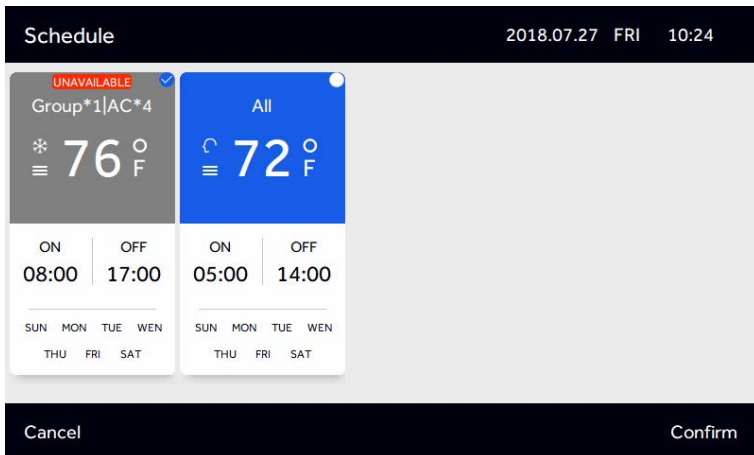 Schedule 2018.07.27 FRI 10:24
UNAVAILABLE
Group*1|AC*4
76°F
ON OFF
08:00 17:00
SUN MON TUE WEN
THU FRI SAT
All
72°F
ON OFF
05:00 14:00
SUN MON TUE WEN
THU FRI SAT
Cancel Confirm